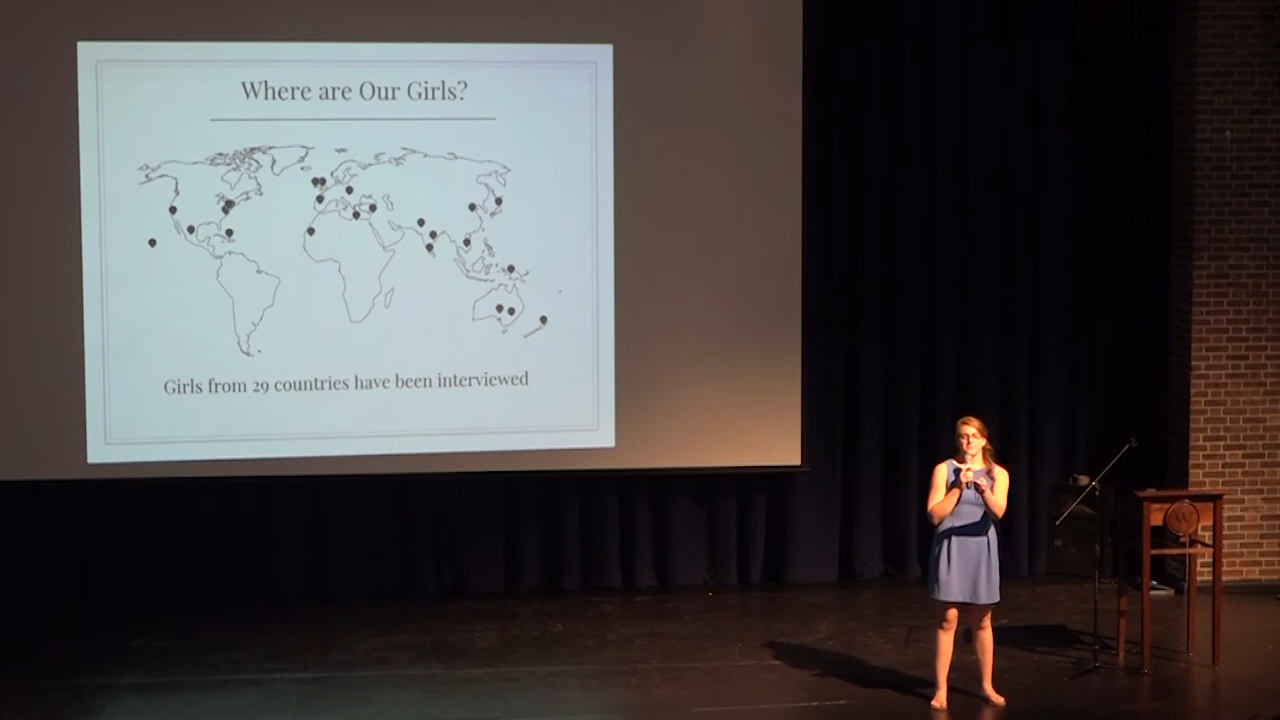 Where are Our Girls?
Girls from 29 countries have been interviewed
W